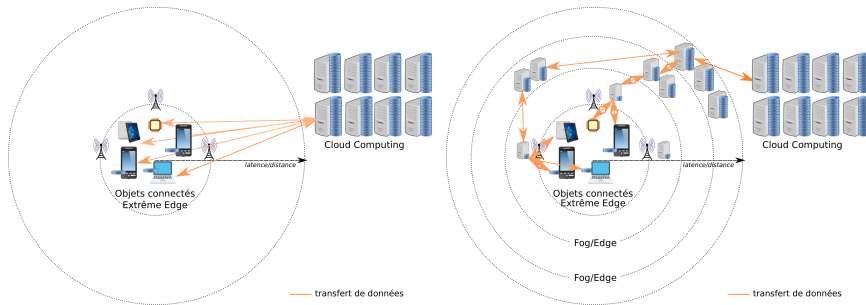 Cloud Computing
latence/distance
Objets connectés
Extrême Edge
transfert de données
Cloud Computing
latence/distance
Objets connectés
Extrême Edge
Fog/Edge
Fog/Edge
transfert de données